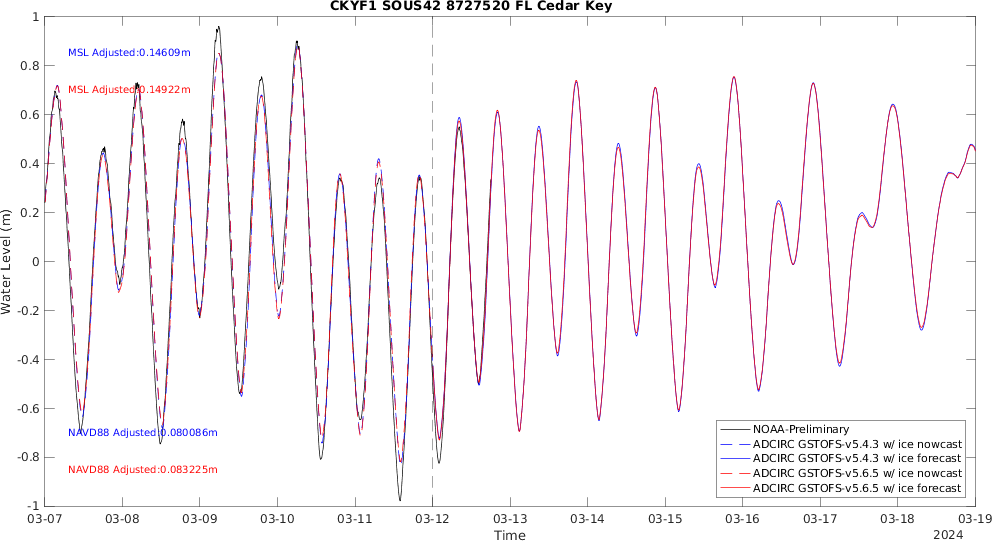 CKYF1 SOUS42 8727520 FL Cedar Key
MSL Adjusted:0.14609m
MSL Adjusted:0.14922m
NAVD88 Adjusted:0.080086m
NAVD88 Adjusted:0.083225m
Water Level (m)
1
0.8
0.6
0.4
0.2
0
-0.2
-0.4
-0.6
-0.8
-1
NOAA-Preliminary
ADCIRC GSTOFS-v5.4.3 w/ ice nowcast
ADCIRC GSTOFS-v5.4.3 w/ ice forecast
ADCIRC GSTOFS-v5.6.5 w/ ice nowcast
ADCIRC GSTOFS-v5.6.5 w/ ice forecast
03-07 03-08 03-09 03-10 03-11 03-12 03-13 03-14 03-15 03-16 03-17 03-18 03-19
Time
2024